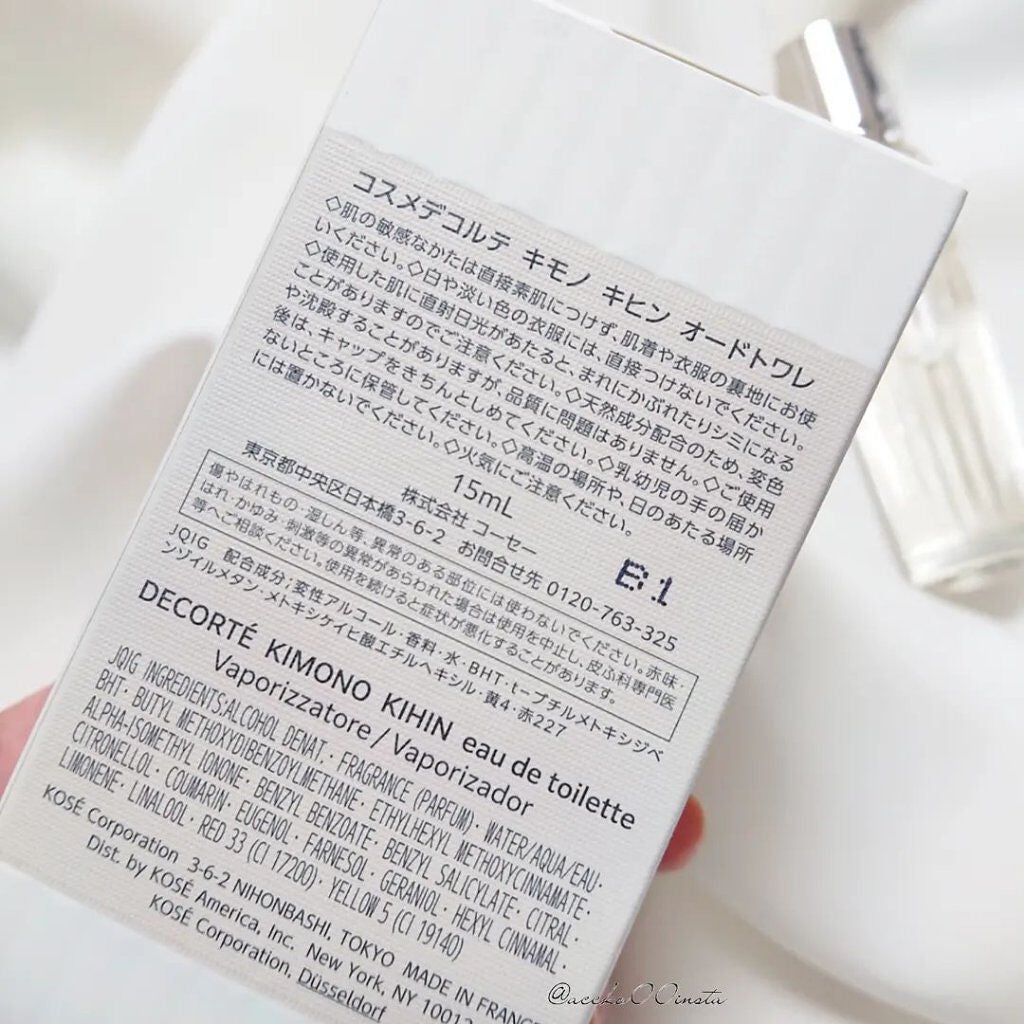 コスメデコルテ キモノ キヒン オードトワレ
◇肌の敏感なかたは直接素肌につけず、肌着や衣服の裏地にお使
いください。◇白や淡い色の衣服には、直接つけないでください。
◇使用した肌に直射日光があたると、まれにかぶれたりシミになる
ことがありますのでご注意ください。◇天然成分配合のため、変色
や沈殿することがありますが、品質に問題はありません。◇ご使用
後は、キャップをきちんとしめてください。◇乳幼児の手の届か
ないところに保管してください。◇高温の場所や、日のあたる場所
には置かないでください。◇火気にご注意ください。
15mL
株式会社 コーセー
東京都中央区日本橋3-6-2 お問合せ先 0120-763-325
B1
傷やはれもの・湿しん等、異常のある部位には使わないでください。赤味・
はれ・かゆみ・刺激等の異常があらわれた場合は使用を中止し、皮ふ科専門医
等へご相談ください。使用を続けると症状が悪化することがあります。
JQIG 配合成分:変性アルコール・香料・水・BHT・t-ブチルメトキシジベ
ンゾイルメタン・メトキシケイヒ酸エチルヘキシル・黄4・赤227
DECORTÉ KIMONO KIHIN eau de toilette
Vaporizzatore / Vaporizador
JQIG INGREDIENTS:ALCOHOL DENAT.・FRAGRANCE (PARFUM)・WATER/AQUA/EAU・
BHT・BUTYL METHOXYDIBENZOYLMETHANE・ETHYLHEXYL METHOXYCINNAMATE・
ALPHA-ISOMETHYL IONONE・BENZYL BENZOATE・BENZYL SALICYLATE・CITRAL・
CITRONELLOL・COUMARIN・EUGENOL・FARNESOL・GERANIOL・HEXYL CINNAMAL・
LIMONENE・LINALOOL・RED 33 (CI 17200)・YELLOW 5 (CI 19140)
KOSÉ Corporation 3-6-2 NIHONBASHI, TOKYO MADE IN FRANCE
Dist. by KOSÉ America, Inc. New York, NY 10012
KOSÉ Corporation, Düsseldorf